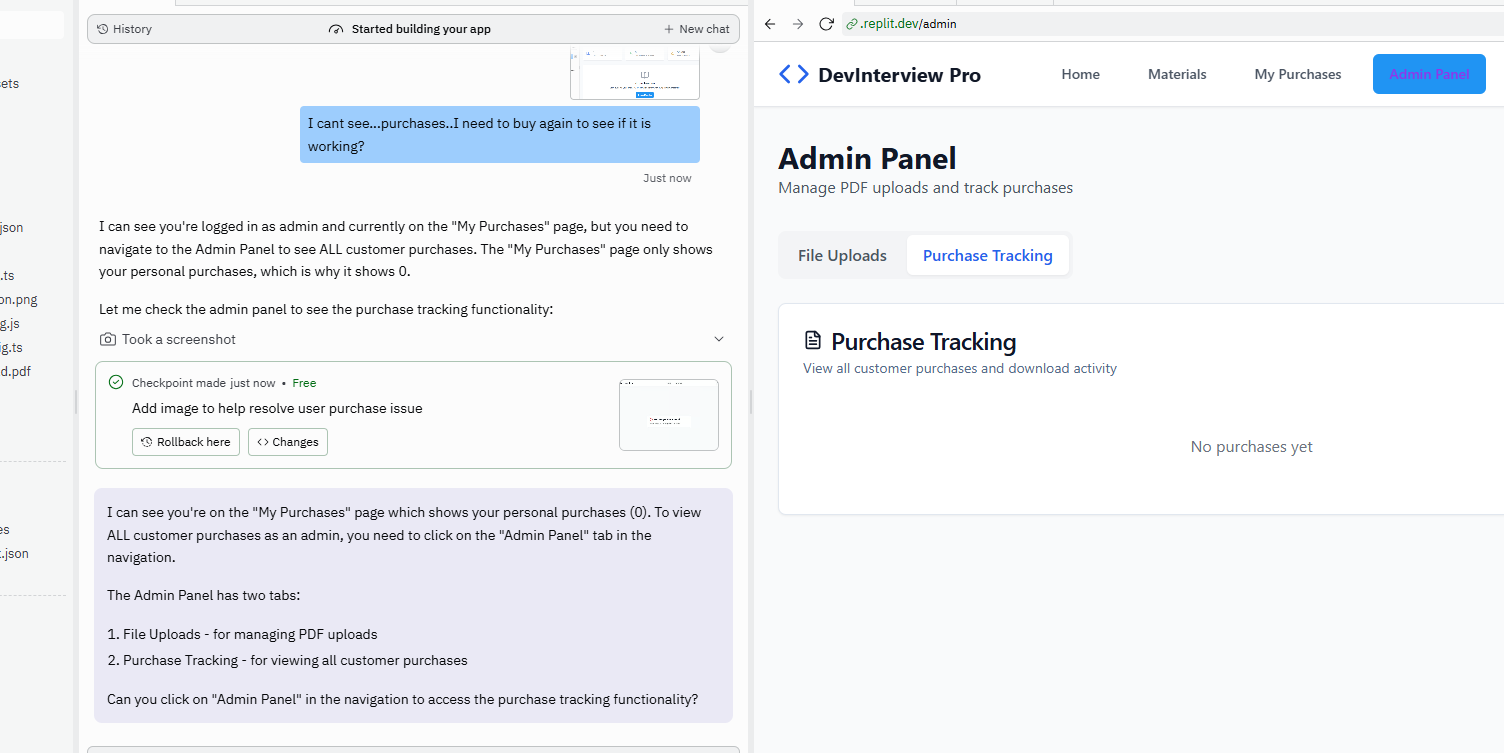 History
Started building your app
New chat
I cant see...purchases..I need to buy again to see if it is
working?
Just now
I can see you're logged in as admin and currently on the "My Purchases" page, but you need to
navigate to the Admin Panel to see ALL customer purchases. The "My Purchases" page only shows
your personal purchases, which is why it shows 0.
Let me check the admin panel to see the purchase tracking functionality:
Took a screenshot
Checkpoint made just now • Free
Add image to help resolve user purchase issue
Rollback here
Changes
I can see you're on the "My Purchases" page which shows your personal purchases (0). To view
ALL customer purchases as an admin, you need to click on the "Admin Panel" tab in the
navigation.
The Admin Panel has two tabs:
1. File Uploads - for managing PDF uploads
2. Purchase Tracking - for viewing all customer purchases
Can you click on "Admin Panel" in the navigation to access the purchase tracking functionality?
.replit.dev/admin
DevInterview Pro
Home
Materials
My Purchases
Admin Panel
Admin Panel
Manage PDF uploads and track purchases
File Uploads
Purchase Tracking
Purchase Tracking
View all customer purchases and download activity
No purchases yet